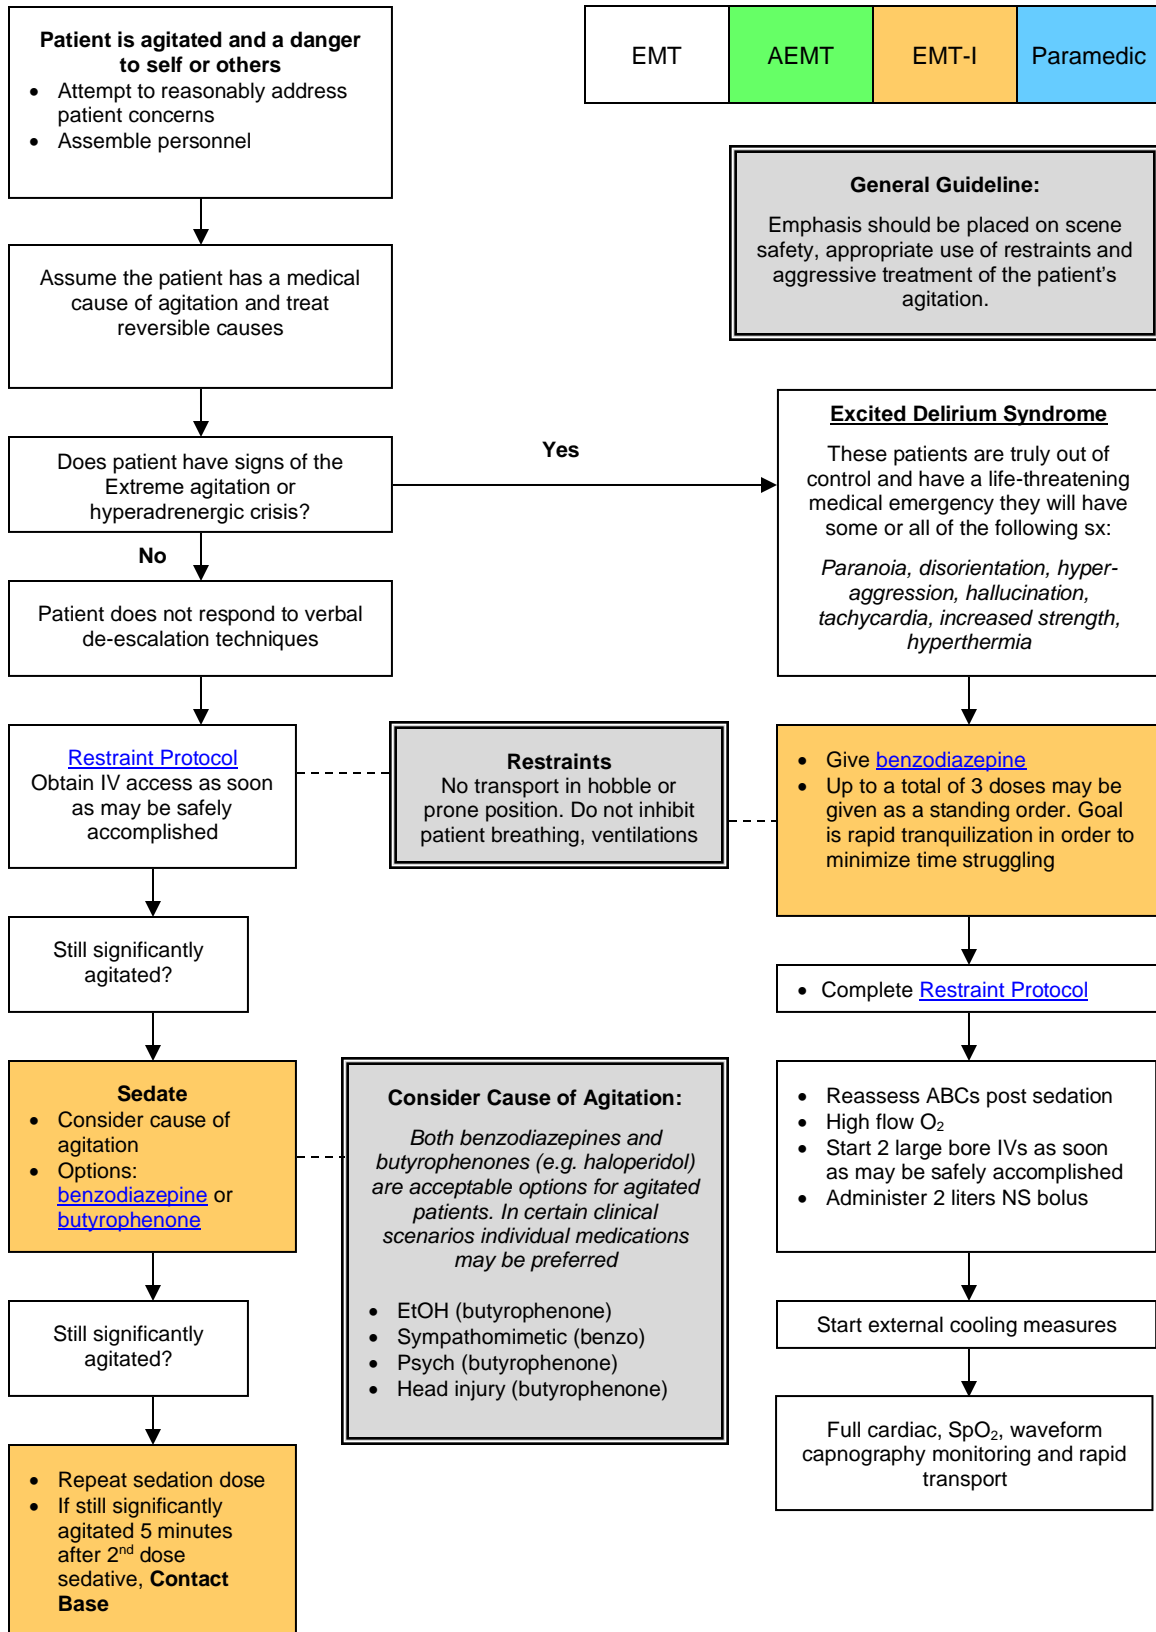 Patient is agitated and a danger
to self or others
• Attempt to reasonably address
patient concerns
• Assemble personnel
EMT
AEMT
EMT-I
Paramedic
General Guideline:
Emphasis should be placed on scene
safety, appropriate use of restraints and
aggressive treatment of the patient’s
agitation.
Assume the patient has a medical
cause of agitation and treat
reversible causes
Does patient have signs of the
Extreme agitation or
hyperadrenergic crisis?
Yes
No
Excited Delirium Syndrome
These patients are truly out of
control and have a life-threatening
medical emergency they will have
some or all of the following sx:
Paranoia, disorientation, hyper-
aggression, hallucination,
tachycardia, increased strength,
hyperthermia
Patient does not respond to verbal
de-escalation techniques
Restraint Protocol
Obtain IV access as soon
as may be safely
accomplished
Restraints
No transport in hobble or
prone position. Do not inhibit
patient breathing, ventilations
• Give benzodiazepine
• Up to a total of 3 doses may be
given as a standing order. Goal
is rapid tranquilization in order to
minimize time struggling
Still significantly
agitated?
• Complete Restraint Protocol
Sedate
• Consider cause of
agitation
• Options:
benzodiazepine or
butyrophenone
Consider Cause of Agitation:
Both benzodiazepines and
butyrophenones (e.g. haloperidol)
are acceptable options for agitated
patients. In certain clinical
scenarios individual medications
may be preferred
• EtOH (butyrophenone)
• Sympathomimetic (benzo)
• Psych (butyrophenone)
• Head injury (butyrophenone)
• Reassess ABCs post sedation
• High flow O₂
• Start 2 large bore IVs as soon
as may be safely accomplished
• Administer 2 liters NS bolus
Still significantly
agitated?
Start external cooling measures
Full cardiac, SpO₂, waveform
capnography monitoring and rapid
transport
• Repeat sedation dose
• If still significantly
agitated 5 minutes
after 2nd dose
sedative, Contact
Base